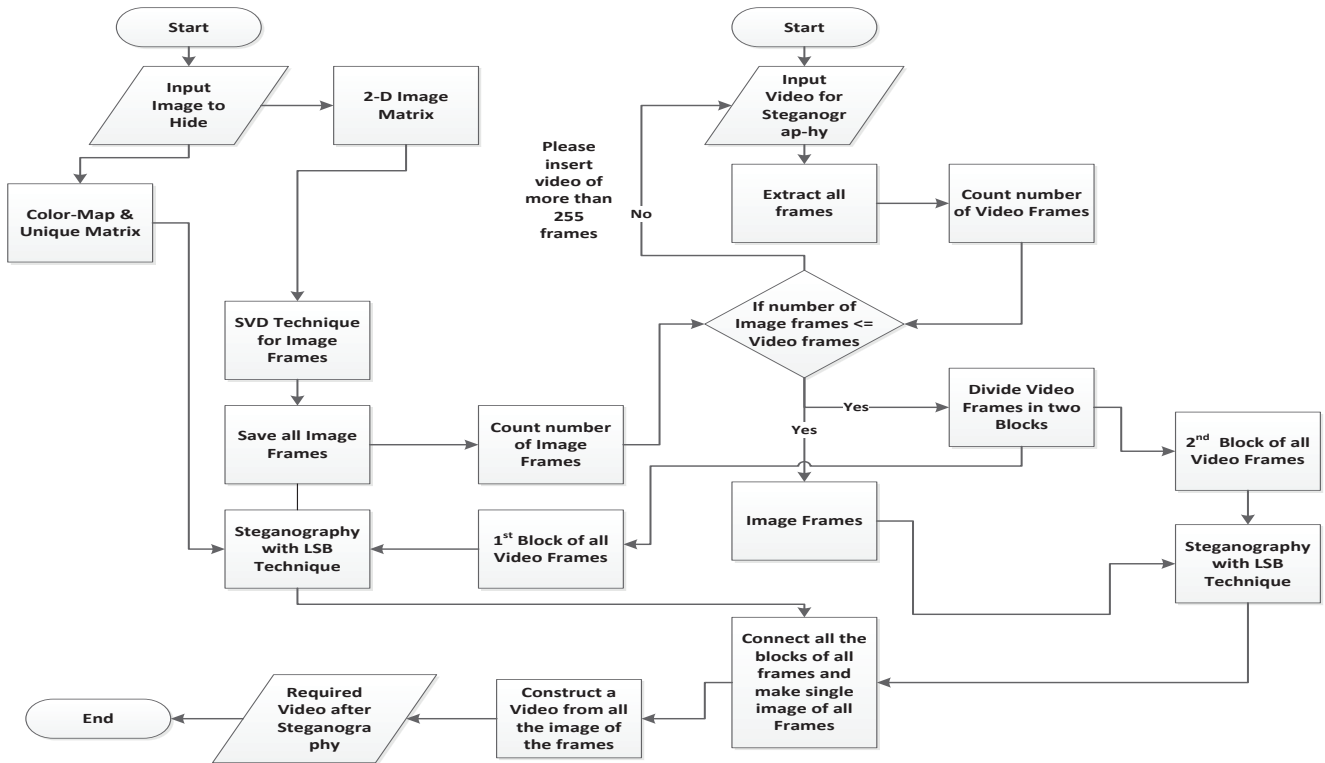 Start
Input
Image to
Hide
2-D Image
Matrix
Color-Map &
Unique Matrix
SVD Technique
for Image
Frames
Save all Image
Frames
Count number
of Image
Frames
Steganography
with LSB
Technique
1st Block of all
Video Frames
Start
Input
Video for
Steganogr
ap-hy
Please
insert
video of
more than
255
frames
No
Extract all
frames
Count number
of Video Frames
If number of
Image frames <=
Video frames
Yes
Yes
Divide Video
Frames in two
Blocks
2nd Block of all
Video Frames
Image Frames
Steganography
with LSB
Technique
Connect all the
blocks of all
frames and
make single
image of all
Frames
Construct a
Video from all
the image of
the frames
Required
Video after
Steganogra
phy
End